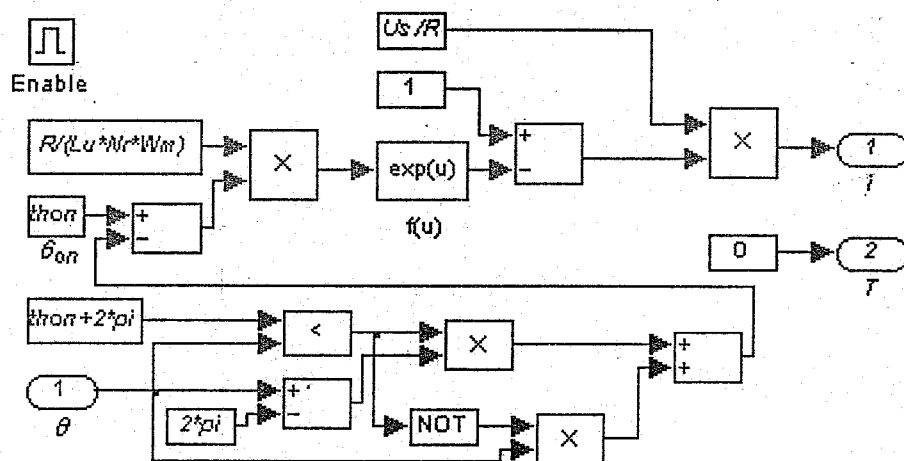 Us/R
Enable
1
+
−
×
1
i
R/(Lu*Nr*Wm)
×
exp(u)
f(u)
thon
+
−
θon
0
2
T
thon+2*pi
<
×
+
+
1
θ
+
−
2*pi
NOT
×